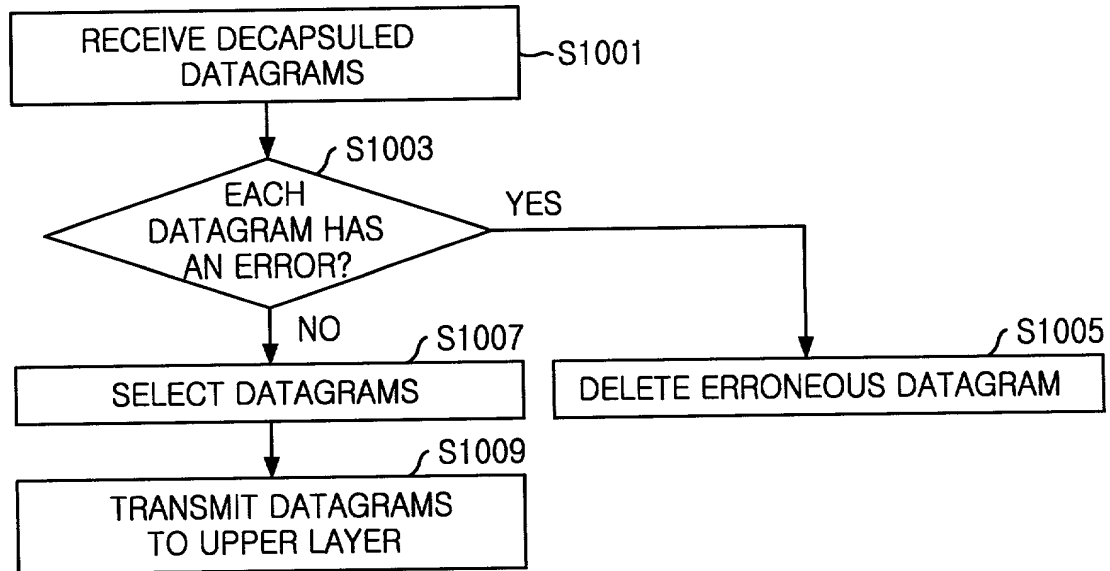 RECEIVE DECAPSULED
DATAGRAMS
S1001
S1003
EACH
DATAGRAM HAS
AN ERROR?
YES
NO
S1007
SELECT DATAGRAMS
S1005
DELETE ERRONEOUS DATAGRAM
S1009
TRANSMIT DATAGRAMS
TO UPPER LAYER